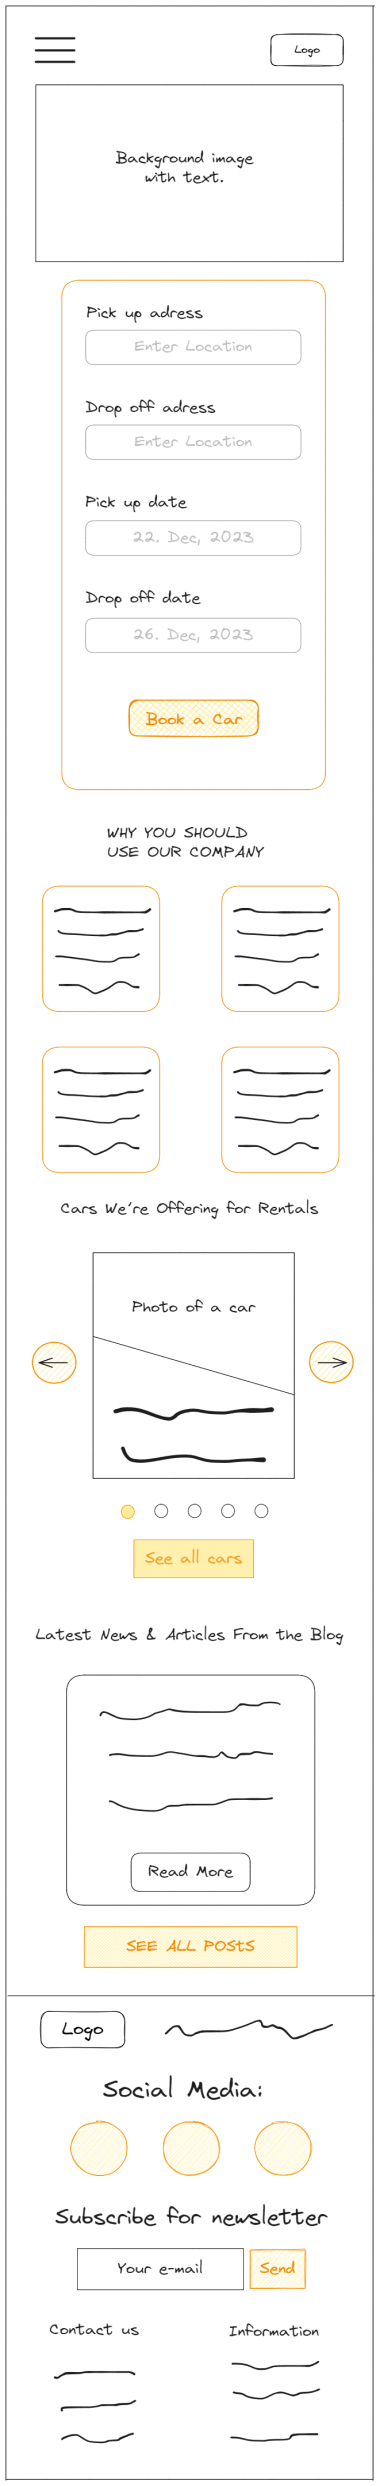 Logo
Background image
with text.
Pick up adress
Enter Location
Drop off adress
Enter Location
Pick up date
22. Dec, 2023
Drop off date
26. Dec, 2023
Book a Car
WHY YOU SHOULD
USE OUR COMPANY
Cars We're Offering for Rentals
Photo of a car
See all cars
Latest News & Articles From the Blog
Read More
SEE ALL POSTS
Logo
Social Media:
Subscribe for newsletter
Your e-mail
Send
Contact us
Information